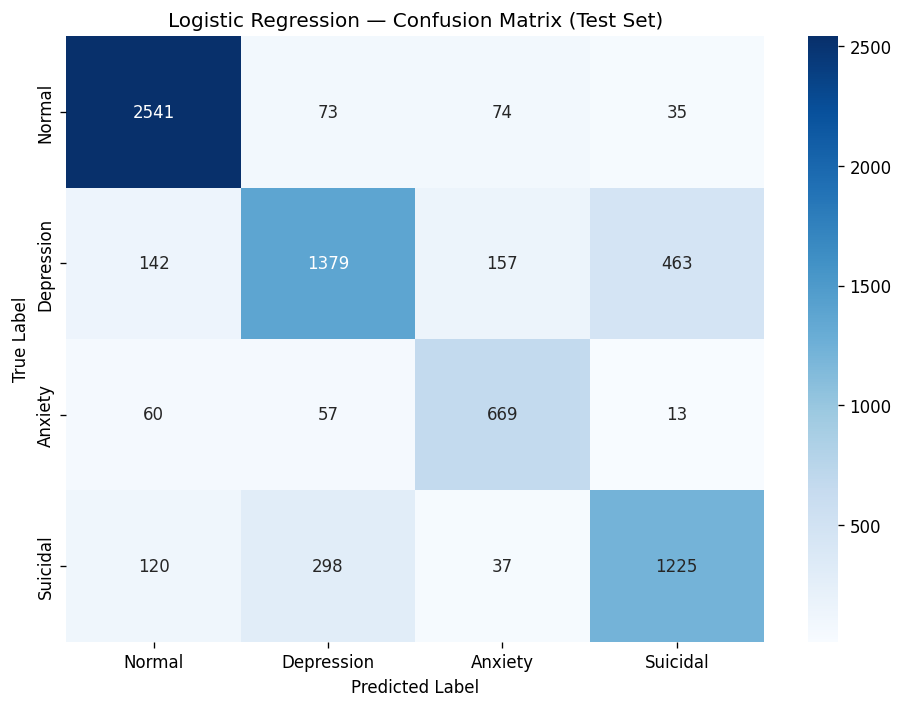 Logistic Regression — Confusion Matrix (Test Set)
True Label
Normal
2541 73 74 35
Depression
142 1379 157 463
Anxiety
60 57 669 13
Suicidal
120 298 37 1225
Normal Depression Anxiety Suicidal
Predicted Label
2500
2000
1500
1000
500